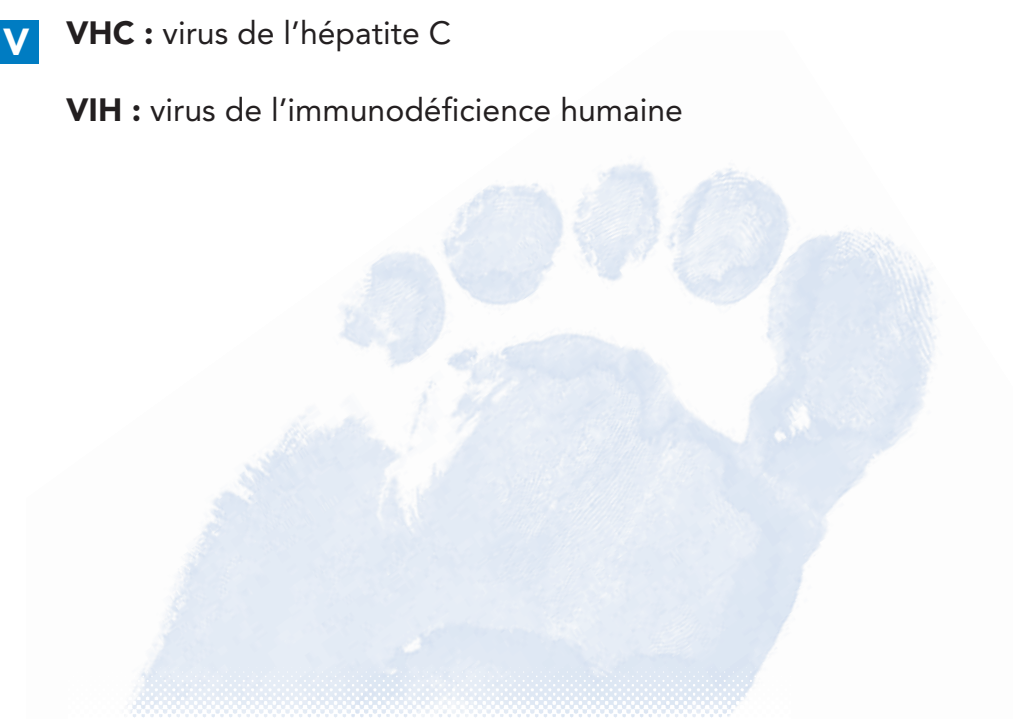 V
VHC : virus de l’hépatite C
VIH : virus de l’immunodéficience humaine